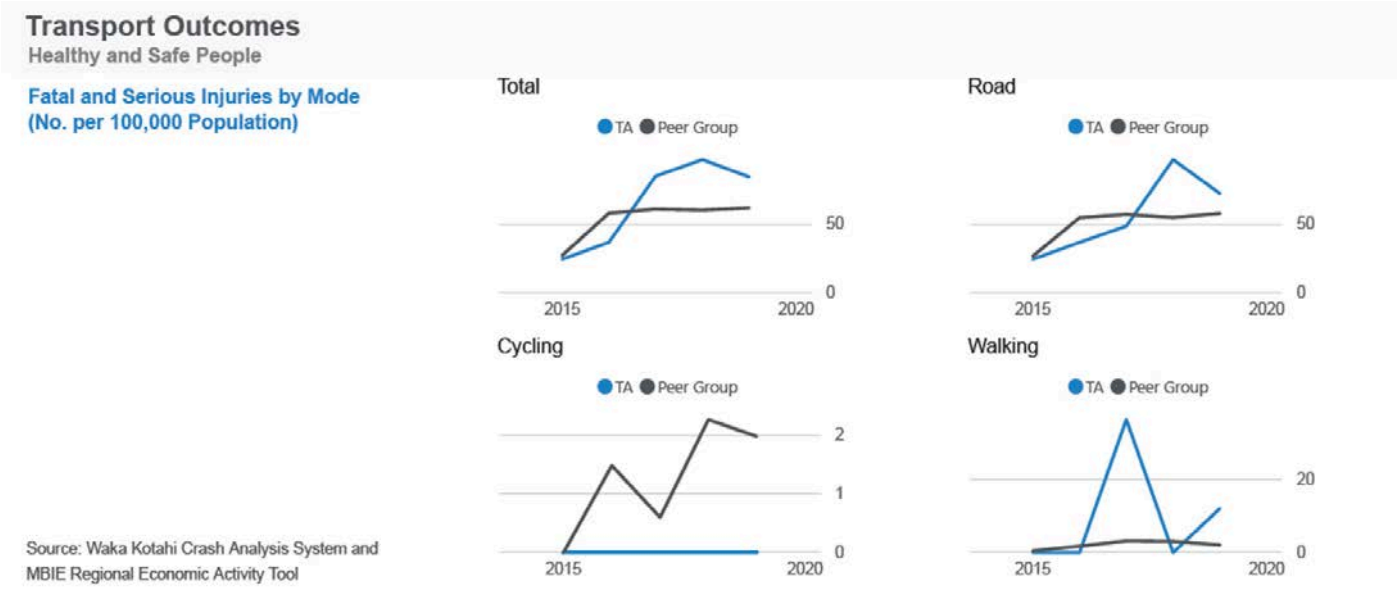 Transport Outcomes
Healthy and Safe People
Fatal and Serious Injuries by Mode
(No. per 100,000 Population)
Total
TA Peer Group
50
0
2015 2020
Road
TA Peer Group
50
0
2015 2020
Cycling
TA Peer Group
2
1
0
2015 2020
Walking
TA Peer Group
20
0
2015 2020
Source: Waka Kotahi Crash Analysis System and
MBIE Regional Economic Activity Tool